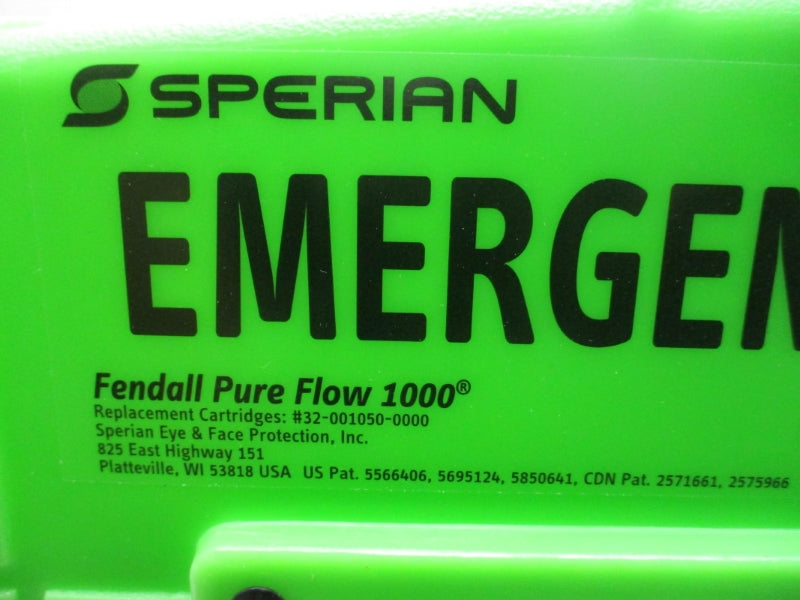 SPERIAN
EMERGEN
Fendall Pure Flow 1000®
Replacement Cartridges: #32-001050-0000
Sperian Eye & Face Protection, Inc.
825 East Highway 151
Platteville, WI 53818 USA US Pat. 5566406, 5695124, 5850641, CDN Pat. 2571661, 2575966